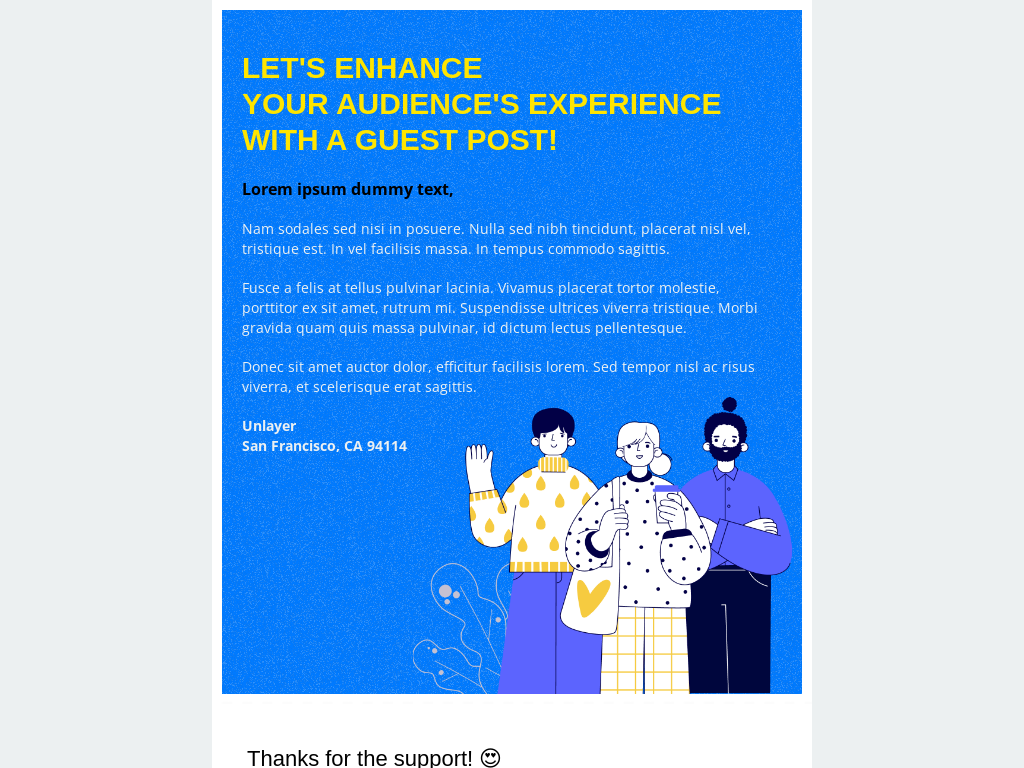 LET'S ENHANCE
YOUR AUDIENCE'S EXPERIENCE
WITH A GUEST POST!
Lorem ipsum dummy text,
Nam sodales sed nisi in posuere. Nulla sed nibh tincidunt, placerat nisl vel,
tristique est. In vel facilisis massa. In tempus commodo sagittis.
Fusce a felis at tellus pulvinar lacinia. Vivamus placerat tortor molestie,
porttitor ex sit amet, rutrum mi. Suspendisse ultrices viverra tristique. Morbi
gravida quam quis massa pulvinar, id dictum lectus pellentesque.
Donec sit amet auctor dolor, efficitur facilisis lorem. Sed tempor nisl ac risus
viverra, et scelerisque erat sagittis.
Unlayer
San Francisco, CA 94114
Thanks for the support! 😍